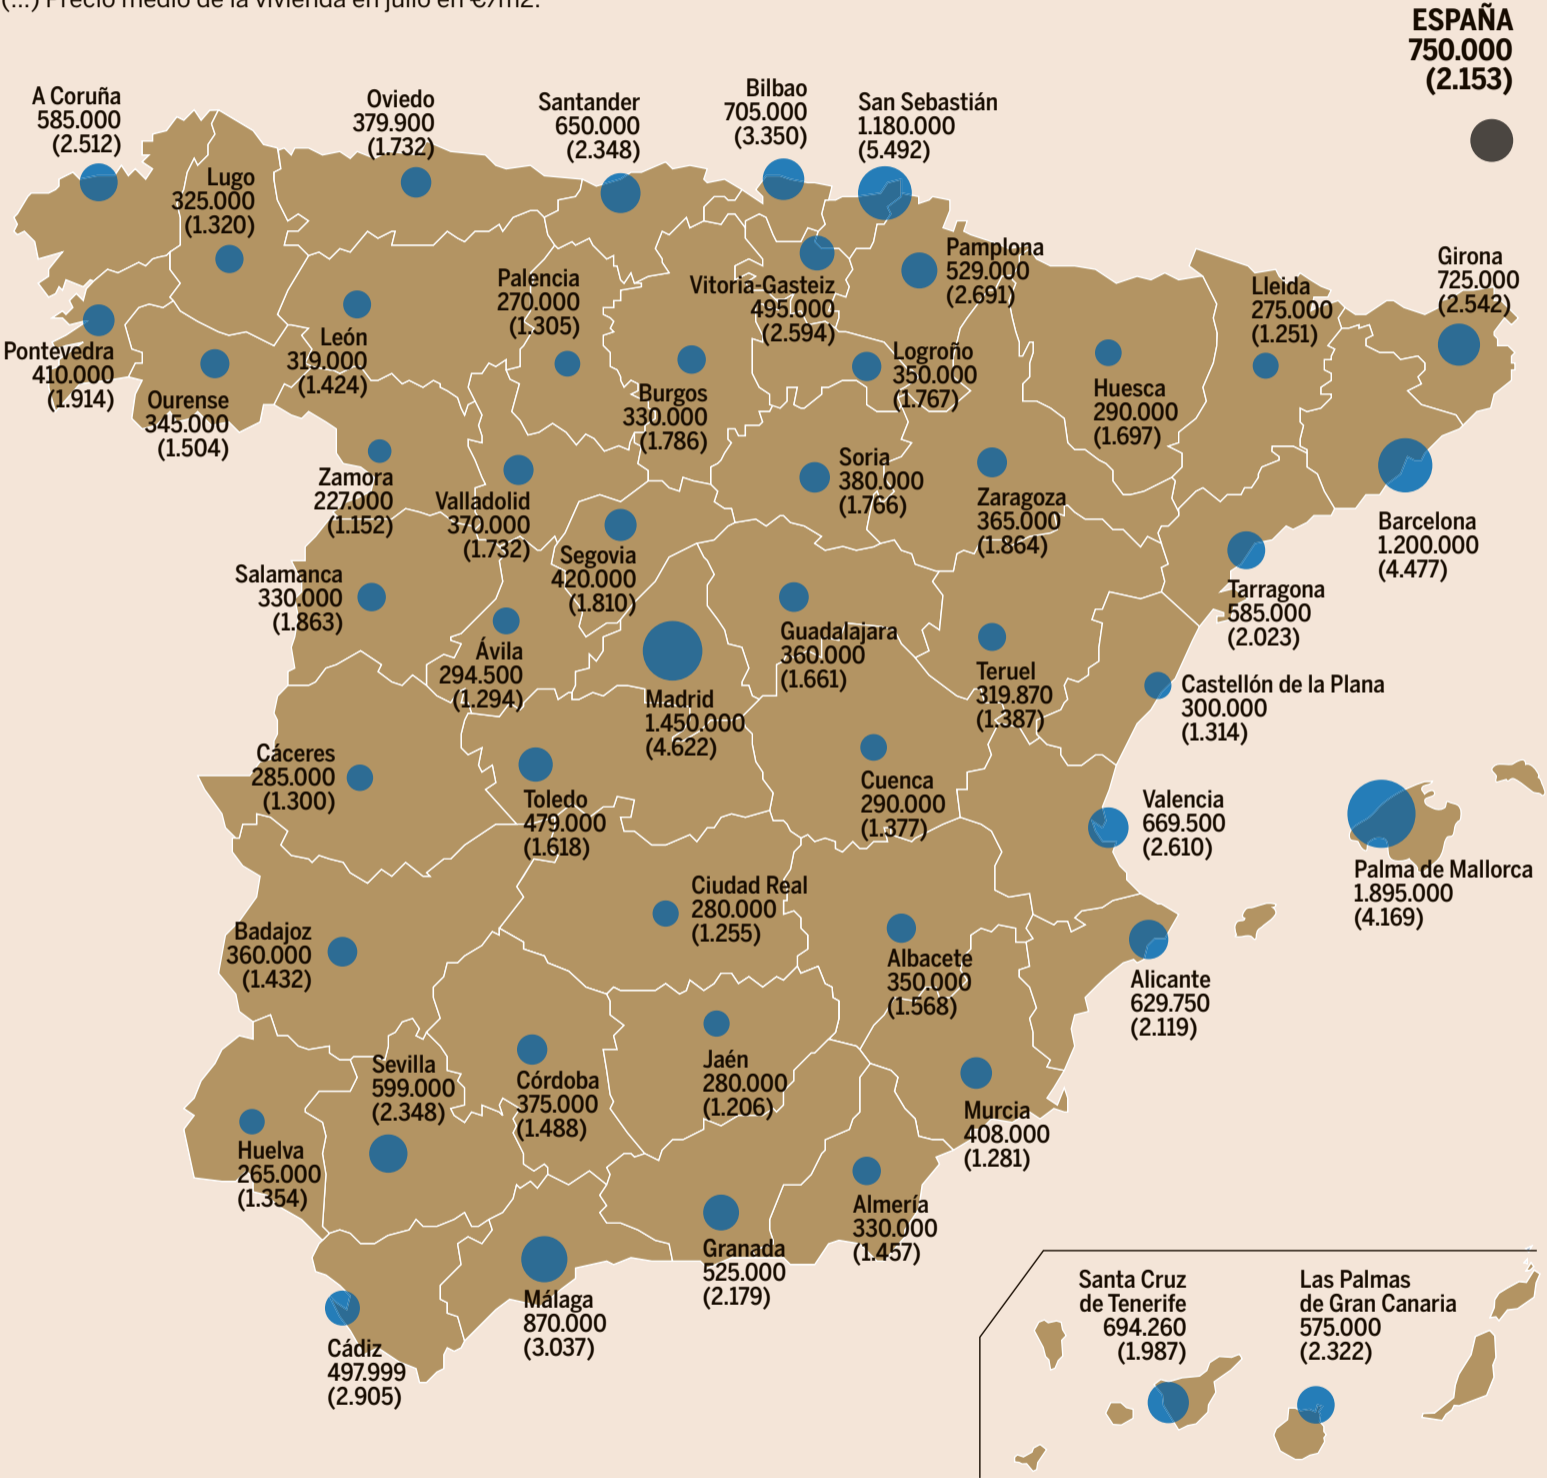 (...) Precio medio de la vivienda en julio en €/m2.
ESPAÑA
750.000
(2.153)
A Coruña
585.000
(2.512)
Oviedo
379.900
(1.732)
Santander
650.000
(2.348)
Bilbao
705.000
(3.350)
San Sebastián
1.180.000
(5.492)
Lugo
325.000
(1.320)
Pamplona
529.000
(2.691)
Girona
725.000
(2.542)
Palencia
270.000
(1.305)
Vitoria-Gasteiz
495.000
(2.594)
Lleida
275.000
(1.251)
Pontevedra
410.000
(1.914)
León
319.000
(1.424)
Logroño
350.000
(1.767)
Ourense
345.000
(1.504)
Burgos
330.000
(1.786)
Huesca
290.000
(1.697)
Zamora
227.000
(1.152)
Valladolid
370.000
(1.732)
Soria
380.000
(1.766)
Zaragoza
365.000
(1.864)
Barcelona
1.200.000
(4.477)
Segovia
420.000
(1.810)
Salamanca
330.000
(1.863)
Tarragona
585.000
(2.023)
Ávila
294.500
(1.294)
Guadalajara
360.000
(1.661)
Madrid
1.450.000
(4.622)
Teruel
319.870
(1.387)
Castellón de la Plana
300.000
(1.314)
Cáceres
285.000
(1.300)
Toledo
479.000
(1.618)
Cuenca
290.000
(1.377)
Valencia
669.500
(2.610)
Palma de Mallorca
1.895.000
(4.169)
Ciudad Real
280.000
(1.255)
Badajoz
360.000
(1.432)
Albacete
350.000
(1.568)
Alicante
629.750
(2.119)
Sevilla
599.000
(2.348)
Córdoba
375.000
(1.488)
Jaén
280.000
(1.206)
Murcia
408.000
(1.281)
Huelva
265.000
(1.354)
Almería
330.000
(1.457)
Granada
525.000
(2.179)
Málaga
870.000
(3.037)
Cádiz
497.999
(2.905)
Santa Cruz
de Tenerife
694.260
(1.987)
Las Palmas
de Gran Canaria
575.000
(2.322)